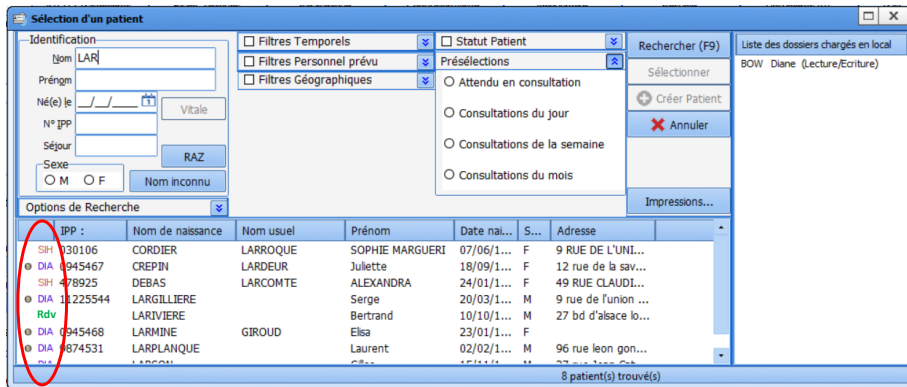 Sélection d'un patient
Identification
Nom LAR
Prénom
Né(e) le __/__/____
Vitale
N° IPP
Séjour
RAZ
Sexe
M F
Nom inconnu
Options de Recherche
Filtres Temporels
Filtres Personnel prévu
Filtres Géographiques
Statut Patient
Présélections
Attendu en consultation
Consultations du jour
Consultations de la semaine
Consultations du mois
Rechercher (F9)
Sélectionner
Créer Patient
Annuler
Impressions...
Liste des dossiers chargés en local
BOW Diane (Lecture/Ecriture)
IPP : Nom de naissance Nom usuel Prénom Date nai... S... Adresse
SIH 030106 CORDIER LARROQUE SOPHIE MARGUERI 07/06/1... F 9 RUE DE L'UNI...
DIA 0945467 CREPIN LARDEUR Juliette 18/09/1... F 12 rue de la sav...
SIH 478925 DEBAS LARCOMTE ALEXANDRA 24/01/1... F 49 RUE CLAUDI...
DIA 11225544 LARGILLIERE Serge 20/03/1... M 9 rue de l'union ...
Rdv LARIVIERE Bertrand 10/10/1... M 27 bd d'alsace lo...
DIA 0945468 LARMINE GIROUD Elisa 23/01/1... F
DIA 9874531 LARPLANQUE Laurent 02/02/1... M 96 rue leon gon...
DIA LARSON 15/11/1... M
8 patient(s) trouvé(s)